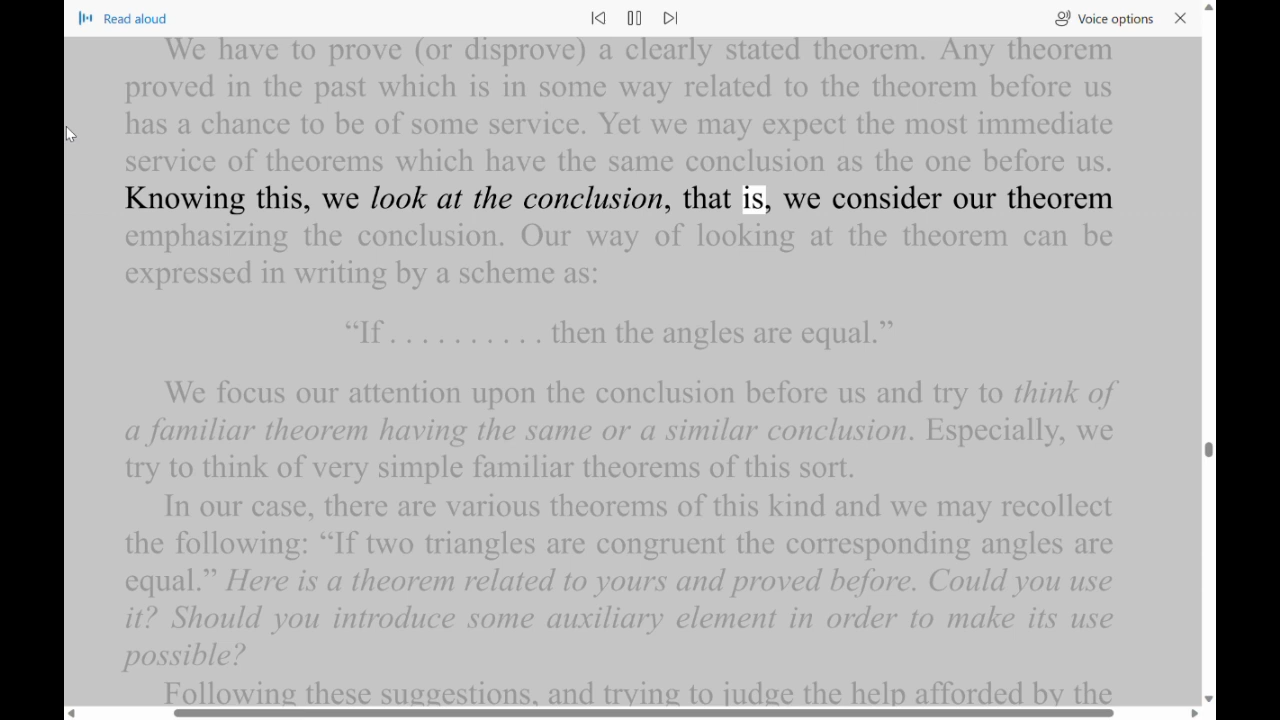 Read aloud
Voice options
We have to prove (or disprove) a clearly stated theorem. Any theorem
proved in the past which is in some way related to the theorem before us
has a chance to be of some service. Yet we may expect the most immediate
service of theorems which have the same conclusion as the one before us.
Knowing this, we look at the conclusion, that is, we consider our theorem
emphasizing the conclusion. Our way of looking at the theorem can be
expressed in writing by a scheme as:
“If . . . . . . . . . . then the angles are equal.”
We focus our attention upon the conclusion before us and try to think of
a familiar theorem having the same or a similar conclusion. Especially, we
try to think of very simple familiar theorems of this sort.
In our case, there are various theorems of this kind and we may recollect
the following: “If two triangles are congruent the corresponding angles are
equal.” Here is a theorem related to yours and proved before. Could you use
it? Should you introduce some auxiliary element in order to make its use
possible?
Following these suggestions, and trying to judge the help afforded by the